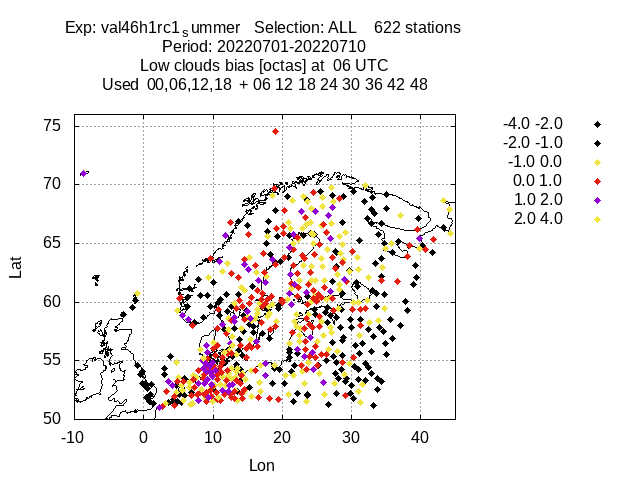 Exp: val46h1rc1summer Selection: ALL 622 stations
Period: 20220701-20220710
Low clouds bias [octas] at 06 UTC
Used 00,06,12,18 + 06 12 18 24 30 36 42 48
-4.0 -2.0
-2.0 -1.0
-1.0 0.0
0.0 1.0
1.0 2.0
2.0 4.0
75
70
65
60
55
50
Lat
-10 0 10 20 30 40
Lon